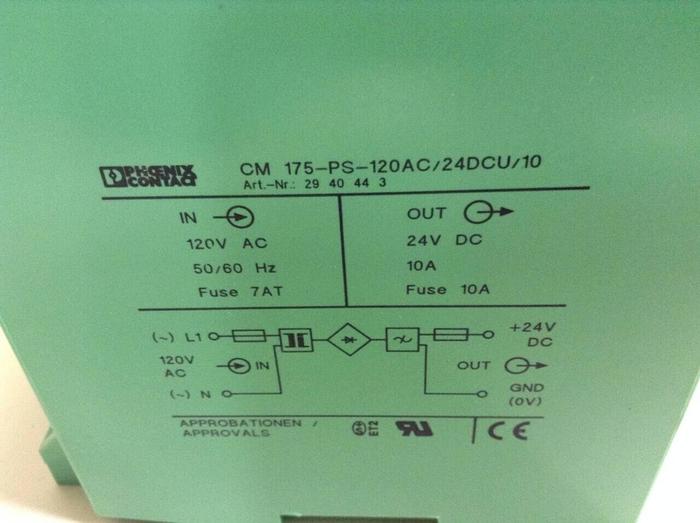 PHŒNIX
CONTACT
CM 175-PS-120AC/24DCU/10
Art.-Nr.: 29 40 44 3
IN
120V AC
50/60 Hz
Fuse 7AT
OUT
24V DC
10A
Fuse 10A
(~) L1
+24V
DC
120V
AC
IN
OUT
(~) N
GND
(0V)
APPROBATIONEN /
APPROVALS
ET2
CE